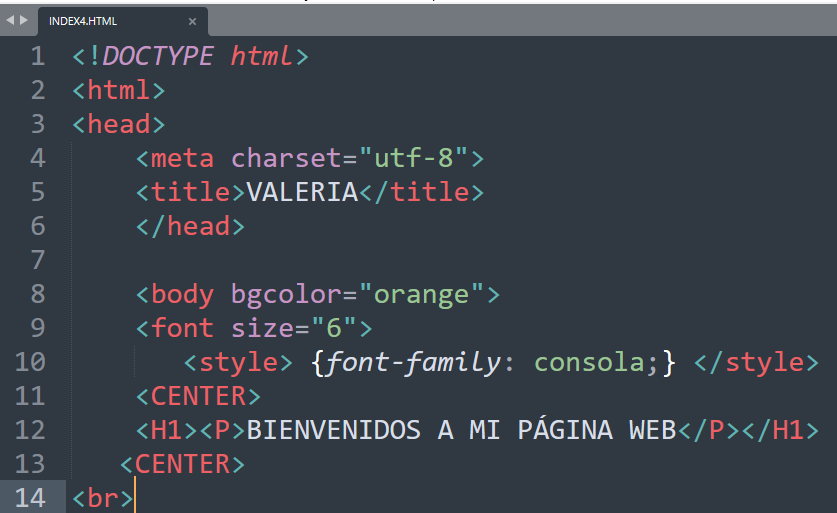 INDEX4.HTML ×
1 <!DOCTYPE html>
2 <html>
3 <head>
4 <meta charset="utf-8">
5 <title>VALERIA</title>
6 </head>
7
8 <body bgcolor="orange">
9 <font size="6">
10 <style> {font-family: consola;} </style>
11 <CENTER>
12 <H1><P>BIENVENIDOS A MI PÁGINA WEB</P></H1>
13 <CENTER>
14 <br>